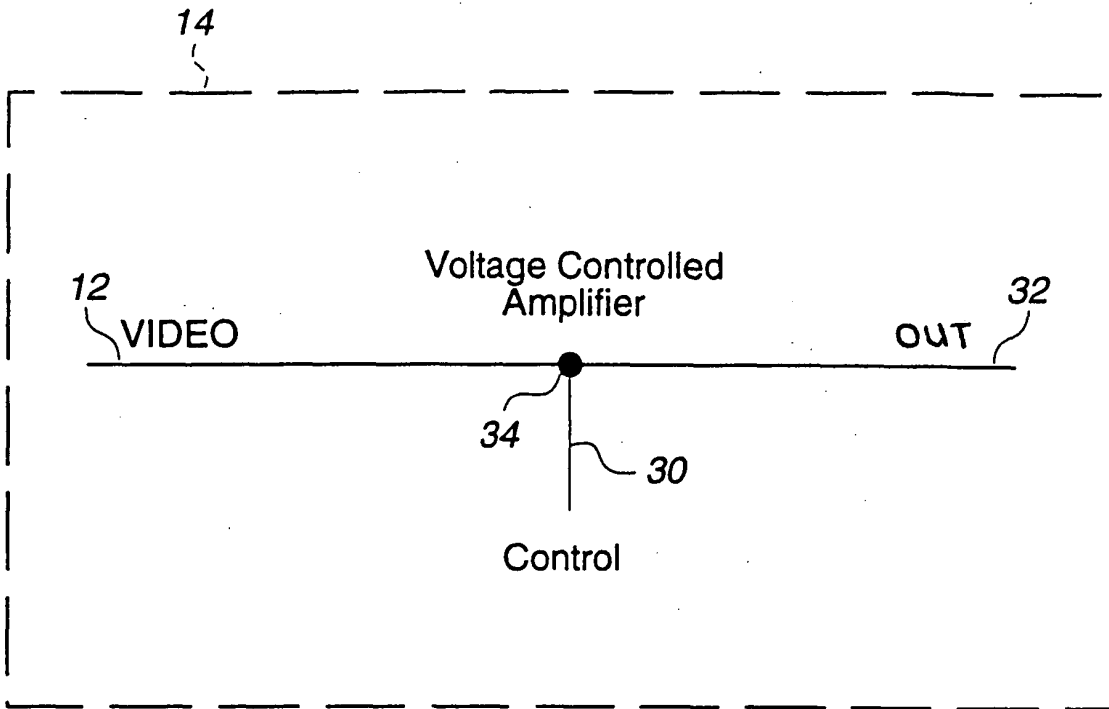 14
Voltage Controlled
Amplifier
12
VIDEO
OUT
32
34
30
Control